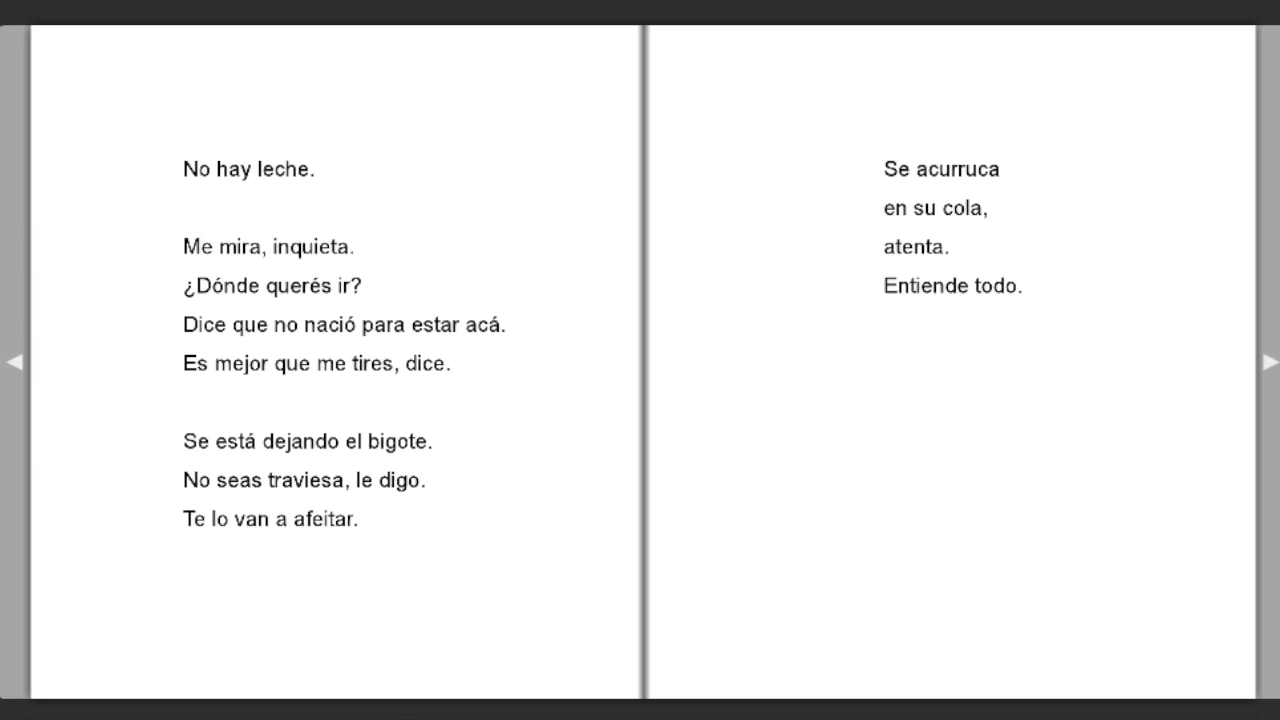 No hay leche.
Me mira, inquieta.
¿Dónde querés ir?
Dice que no nació para estar acá.
Es mejor que me tires, dice.
Se está dejando el bigote.
No seas traviesa, le digo.
Te lo van a afeitar.
Se acurruca
en su cola,
atenta.
Entiende todo.